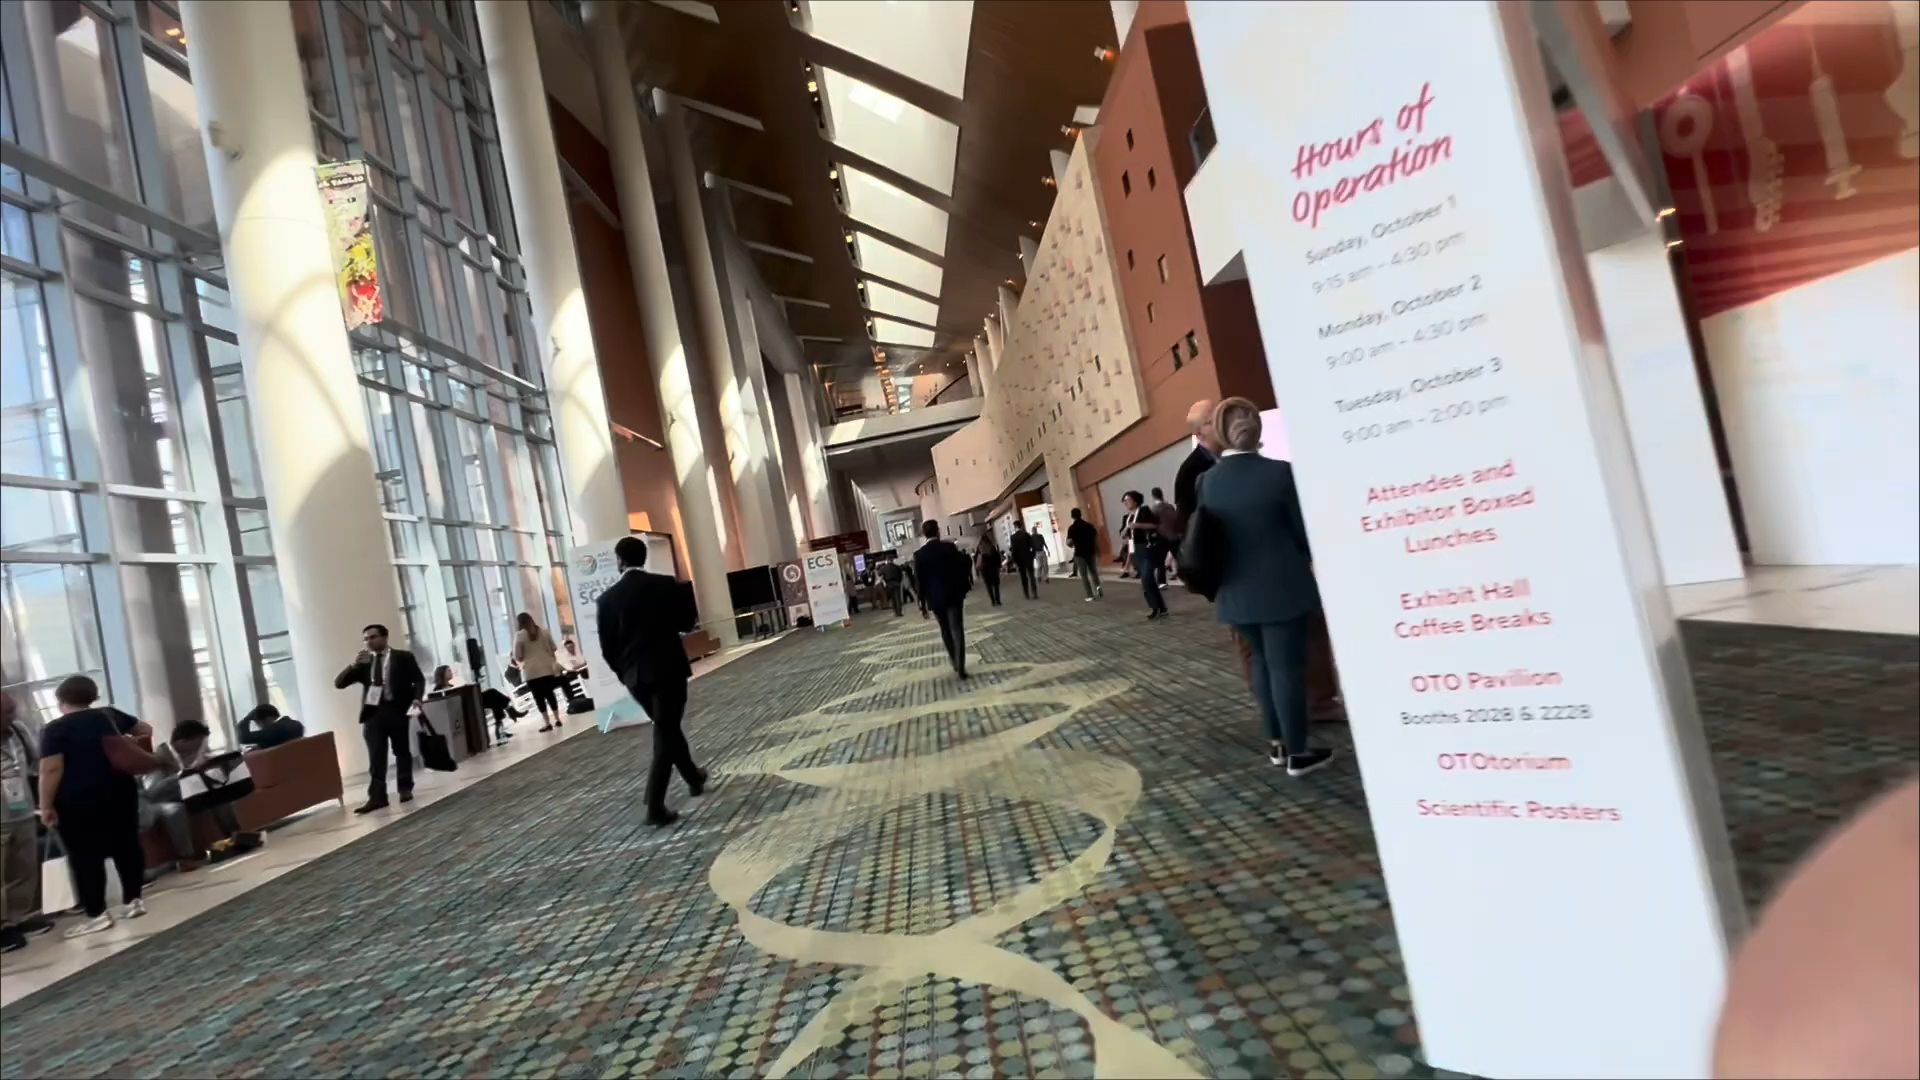 Hours of
Operation
Sunday, October 1
9:15 am - 4:30 pm
Monday, October 2
9:00 am - 4:30 pm
Tuesday, October 3
9:00 am - 2:00 pm
Attendee and
Exhibitor Boxed
Lunches
Exhibit Hall
Coffee Breaks
OTO Pavilion
Booths 2028 & 2228
OTOtorium
Scientific Posters
ECS
2024